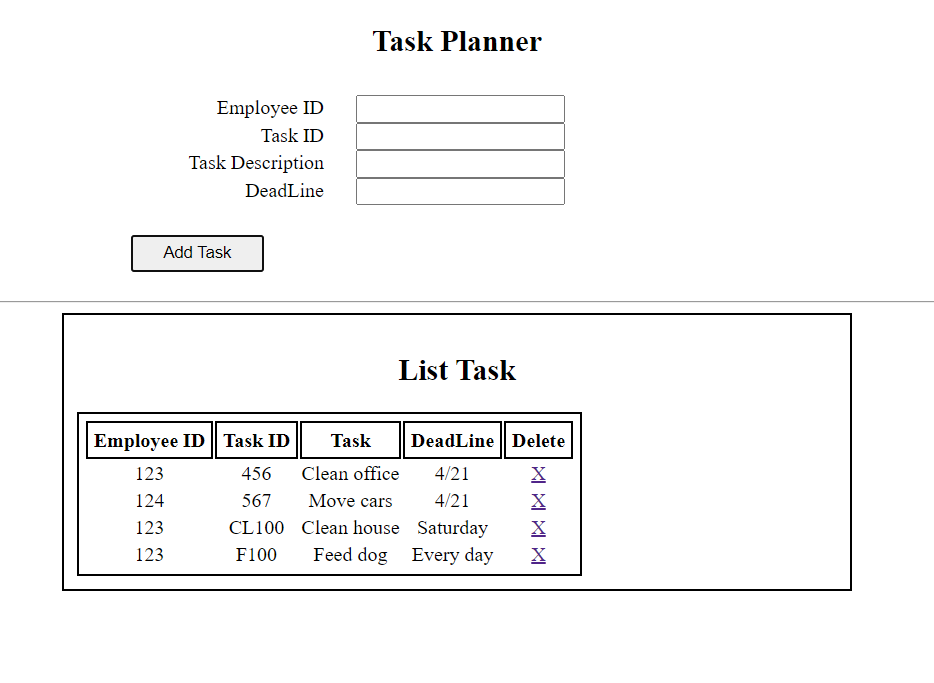 Task Planner
Employee ID
Task ID
Task Description
DeadLine
Add Task
List Task
Employee ID Task ID Task DeadLine Delete
123 456 Clean office 4/21 X
124 567 Move cars 4/21 X
123 CL100 Clean house Saturday X
123 F100 Feed dog Every day X